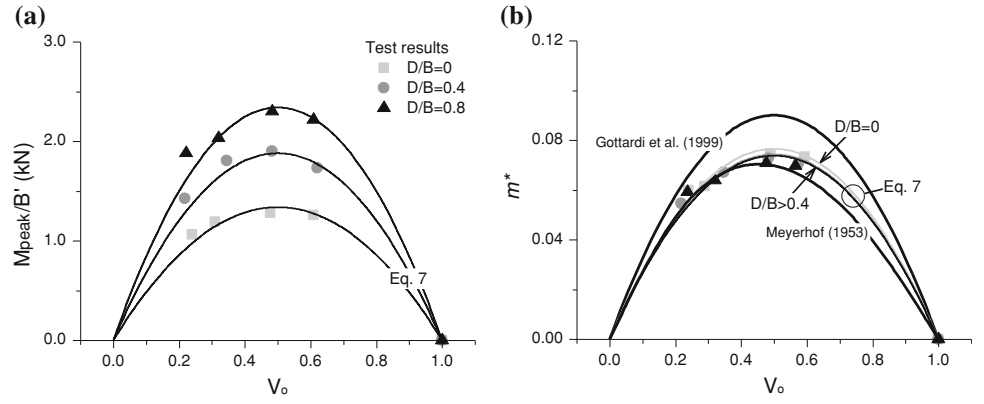 (a)
3.0
2.0
1.0
0.0
Mpeak/B' (kN)
Test results
D/B=0
D/B=0.4
D/B=0.8
Eq. 7
0.0 0.2 0.4 0.6 0.8 1.0
Vo
(b)
0.12
0.08
0.04
0.00
m*
Gottardi et al. (1999)
D/B=0
D/B>0.4
Eq. 7
Meyerhof (1953)
0.0 0.2 0.4 0.6 0.8 1.0
Vo